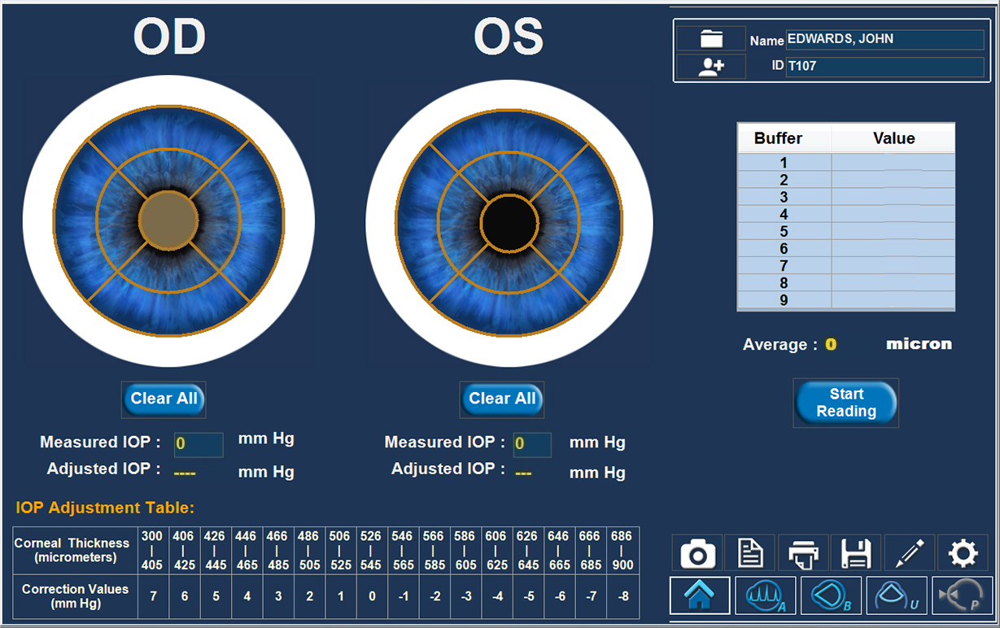 OD
OS
Name EDWARDS, JOHN
ID T107
Buffer Value
1
2
3
4
5
6
7
8
9
Average : 0 micron
Clear All
Clear All
Start
Reading
Measured IOP : 0 mm Hg
Adjusted IOP : ---- mm Hg
Measured IOP : 0 mm Hg
Adjusted IOP : --- mm Hg
IOP Adjustment Table:
Corneal Thickness
(micrometers)
300 406 426 446 466 486 506 526 546 566 586 606 626 646 666 686
| | | | | | | | | | | | | | | |
405 425 445 465 485 505 525 545 565 585 605 625 645 665 685 900
Correction Values
(mm Hg)
7 6 5 4 3 2 1 0 -1 -2 -3 -4 -5 -6 -7 -8
A B U P